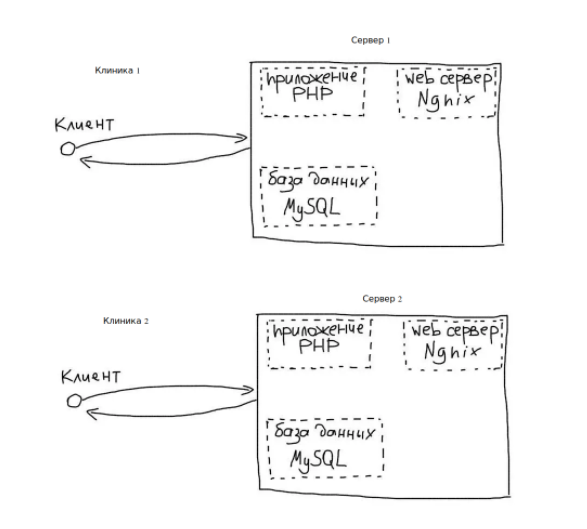 Сервер 1
Клиника 1
приложение
PHP
web сервер
Nghix
Клиент
база данных
MySQL
Сервер 2
Клиника 2
приложение
PHP
web сервер
Nghix
Клиент
база данных
MySQL